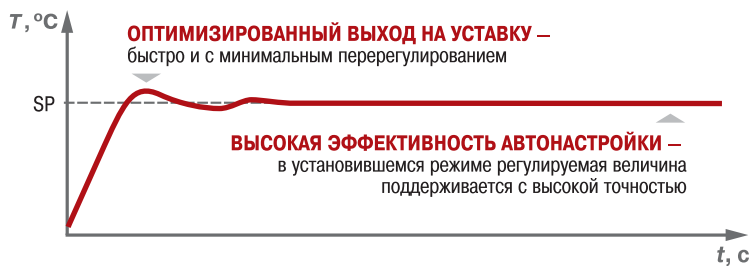 T, °C
ОПТИМИЗИРОВАННЫЙ ВЫХОД НА УСТАВКУ –
быстро и с минимальным перерегулированием
SP
ВЫСОКАЯ ЭФФЕКТИВНОСТЬ АВТОНАСТРОЙКИ –
в установившемся режиме регулируемая величина
поддерживается с высокой точностью
t, c